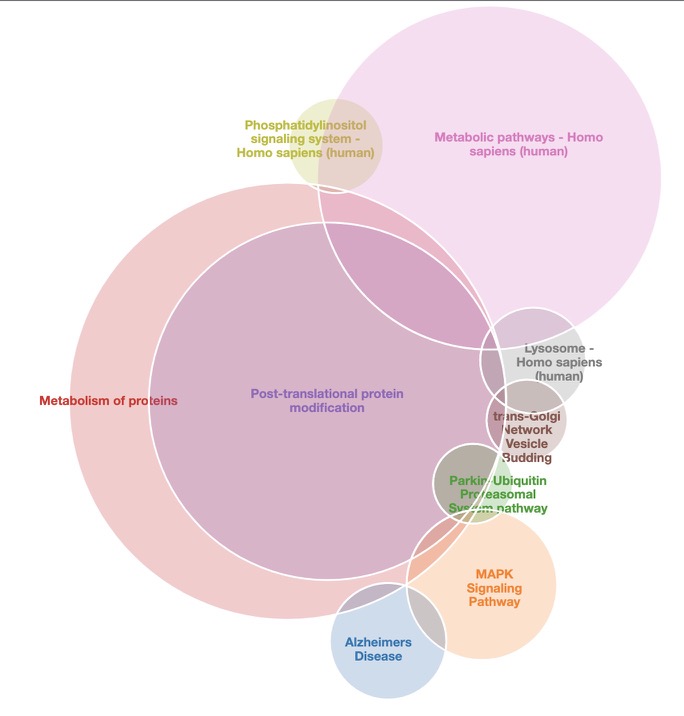 Phosphatidylinositol
signaling system -
Homo sapiens (human)
Metabolic pathways - Homo
sapiens (human)
Lysosome -
Homo sapiens
(human)
Metabolism of proteins
Post-translational protein
modification
trans-Golgi
Network
Vesicle
Budding
Parkin-Ubiquitin
Proteasomal
System pathway
MAPK
Signaling
Pathway
Alzheimers
Disease